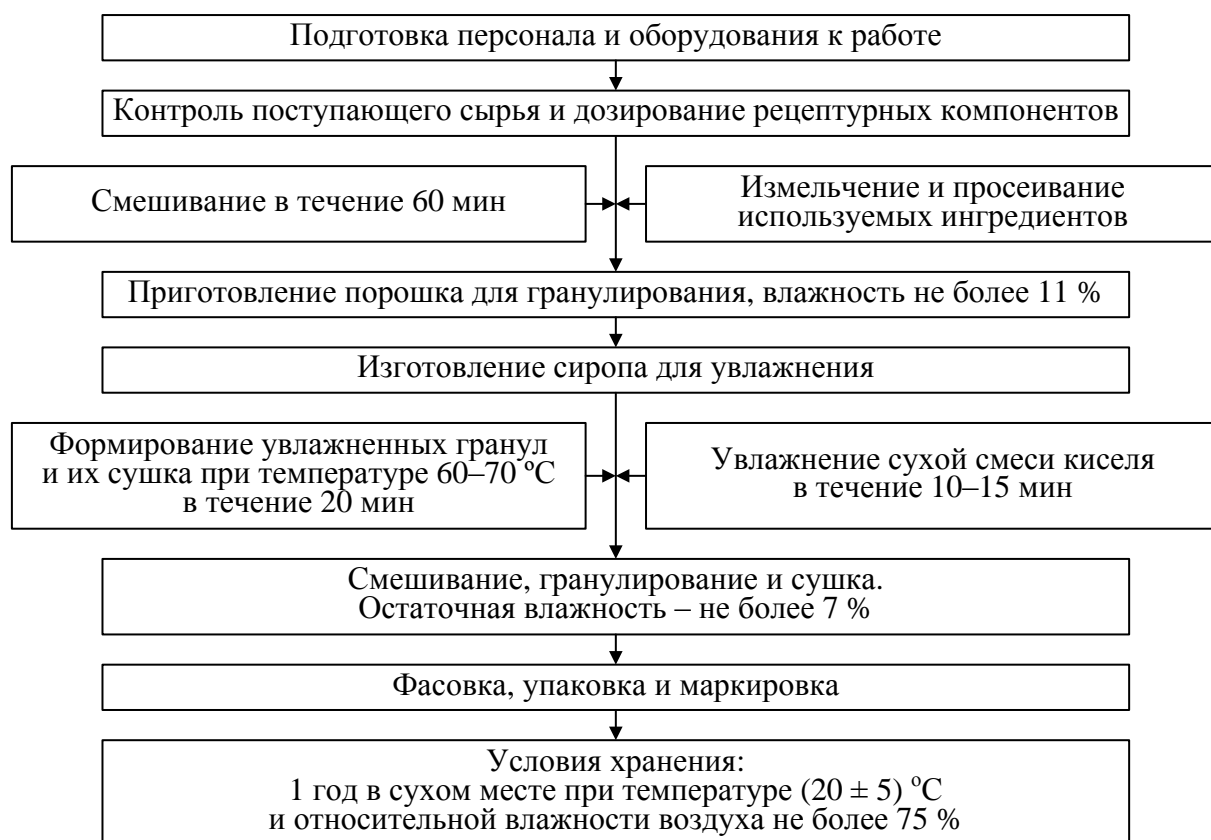 Подготовка персонала и оборудования к работе
Контроль поступающего сырья и дозирование рецептурных компонентов
Смешивание в течение 60 мин
Измельчение и просеивание
используемых ингредиентов
Приготовление порошка для гранулирования, влажность не более 11 %
Изготовление сиропа для увлажнения
Формирование увлажненных гранул
и их сушка при температуре 60–70 ºС
в течение 20 мин
Увлажнение сухой смеси киселя
в течение 10–15 мин
Смешивание, гранулирование и сушка.
Остаточная влажность – не более 7 %
Фасовка, упаковка и маркировка
Условия хранения:
1 год в сухом месте при температуре (20 ± 5) ºС
и относительной влажности воздуха не более 75 %